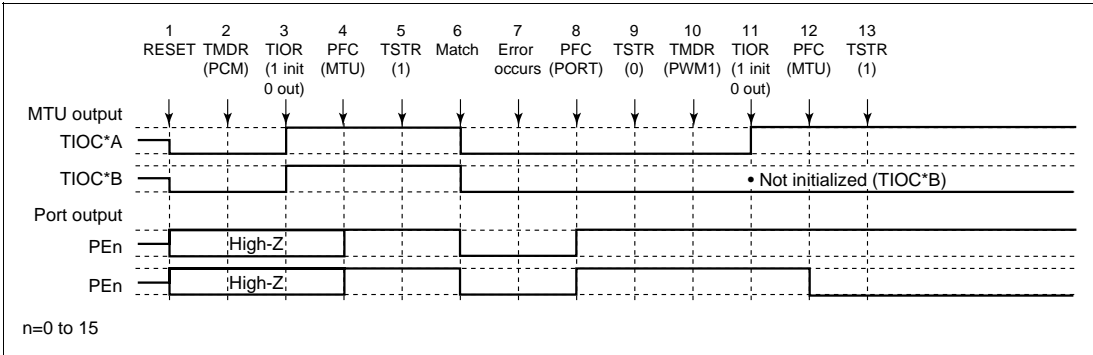 1 2 3 4 5 6 7 8 9 10 11 12 13
RESET TMDR TIOR PFC TSTR Match Error PFC TSTR TMDR TIOR PFC TSTR
(PCM) (1 init (MTU) (1) occurs (PORT) (0) (PWM1) (1 init (MTU) (1)
0 out) 0 out)
MTU output
TIOC*A
TIOC*B • Not initialized (TIOC*B)
Port output
PEn High-Z
PEn High-Z
n=0 to 15